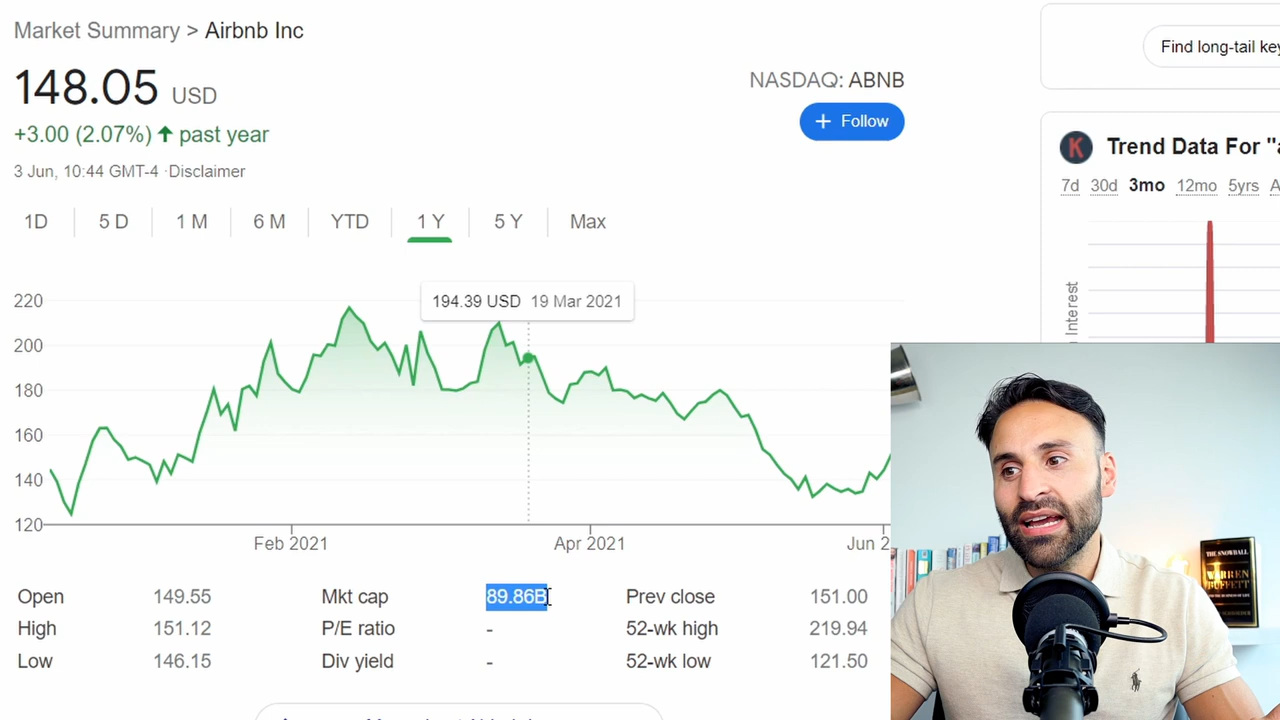 Market Summary > Airbnb Inc
148.05 USD
+3.00 (2.07%) past year
3 Jun, 10:44 GMT-4 ·Disclaimer
NASDAQ: ABNB
+ Follow
1D 5 D 1 M 6 M YTD 1 Y 5 Y Max
194.39 USD 19 Mar 2021
220
200
180
160
140
120
Feb 2021 Apr 2021 Jun 2
Open 149.55 Mkt cap 89.86B Prev close 151.00
High 151.12 P/E ratio - 52-wk high 219.94
Low 146.15 Div yield - 52-wk low 121.50
Find long-tail key
K Trend Data For "a
7d 30d 3mo 12mo 5yrs A
Interest
THE SNOWBALL
WARREN
BUFFETT